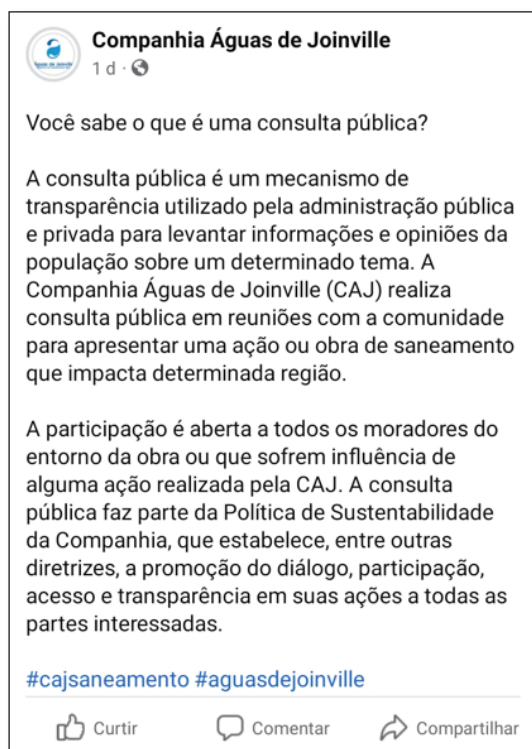 Companhia Águas de Joinville
1 d ·
Você sabe o que é uma consulta pública?
A consulta pública é um mecanismo de
transparência utilizado pela administração pública
e privada para levantar informações e opiniões da
população sobre um determinado tema. A
Companhia Águas de Joinville (CAJ) realiza
consulta pública em reuniões com a comunidade
para apresentar uma ação ou obra de saneamento
que impacta determinada região.
A participação é aberta a todos os moradores do
entorno da obra ou que sofrem influência de
alguma ação realizada pela CAJ. A consulta
pública faz parte da Política de Sustentabilidade
da Companhia, que estabelece, entre outras
diretrizes, a promoção do diálogo, participação,
acesso e transparência em suas ações a todas as
partes interessadas.
#cajsaneamento #aguasdejoinville
Curtir Comentar Compartilhar